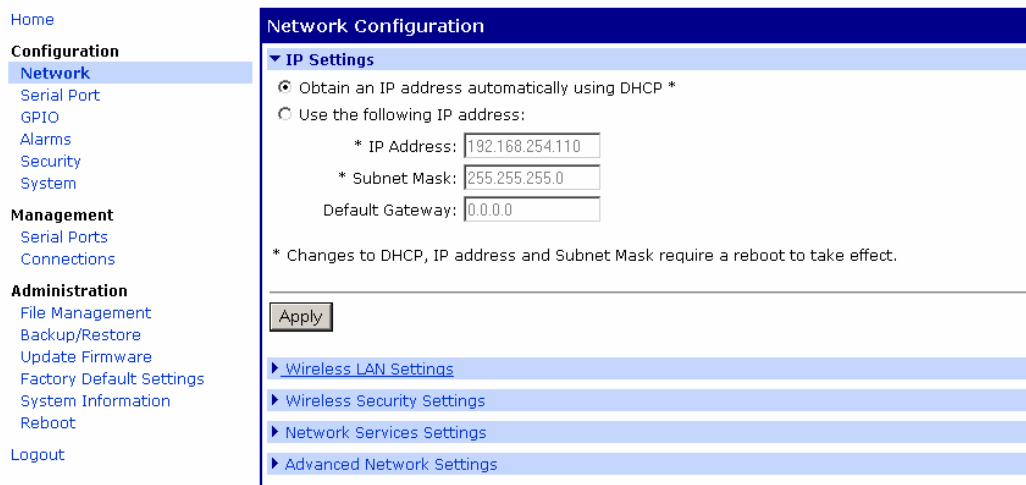 Home
Configuration
Network
Serial Port
GPIO
Alarms
Security
System
Management
Serial Ports
Connections
Administration
File Management
Backup/Restore
Update Firmware
Factory Default Settings
System Information
Reboot
Logout
Network Configuration
IP Settings
Obtain an IP address automatically using DHCP *
Use the following IP address:
* IP Address: 192.168.254.110
* Subnet Mask: 255.255.255.0
Default Gateway: 0.0.0.0
* Changes to DHCP, IP address and Subnet Mask require a reboot to take effect.
Apply
Wireless LAN Settings
Wireless Security Settings
Network Services Settings
Advanced Network Settings